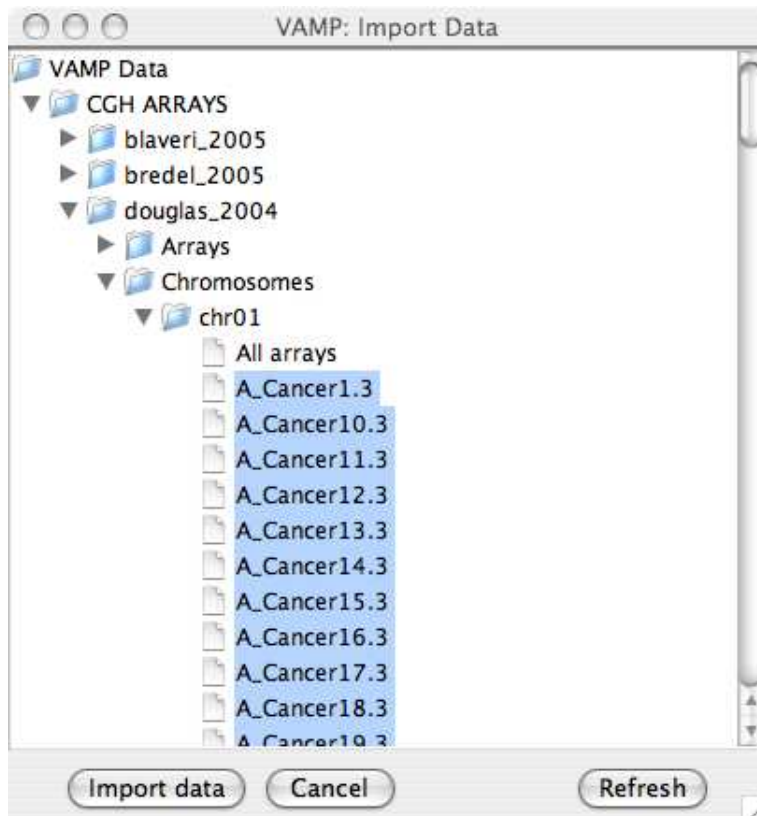 VAMP: Import Data
VAMP Data
CGH ARRAYS
blaveri_2005
bredel_2005
douglas_2004
Arrays
Chromosomes
chr01
All arrays
A_Cancer1.3
A_Cancer10.3
A_Cancer11.3
A_Cancer12.3
A_Cancer13.3
A_Cancer14.3
A_Cancer15.3
A_Cancer16.3
A_Cancer17.3
A_Cancer18.3
A_Cancer19.3
Import data Cancel Refresh